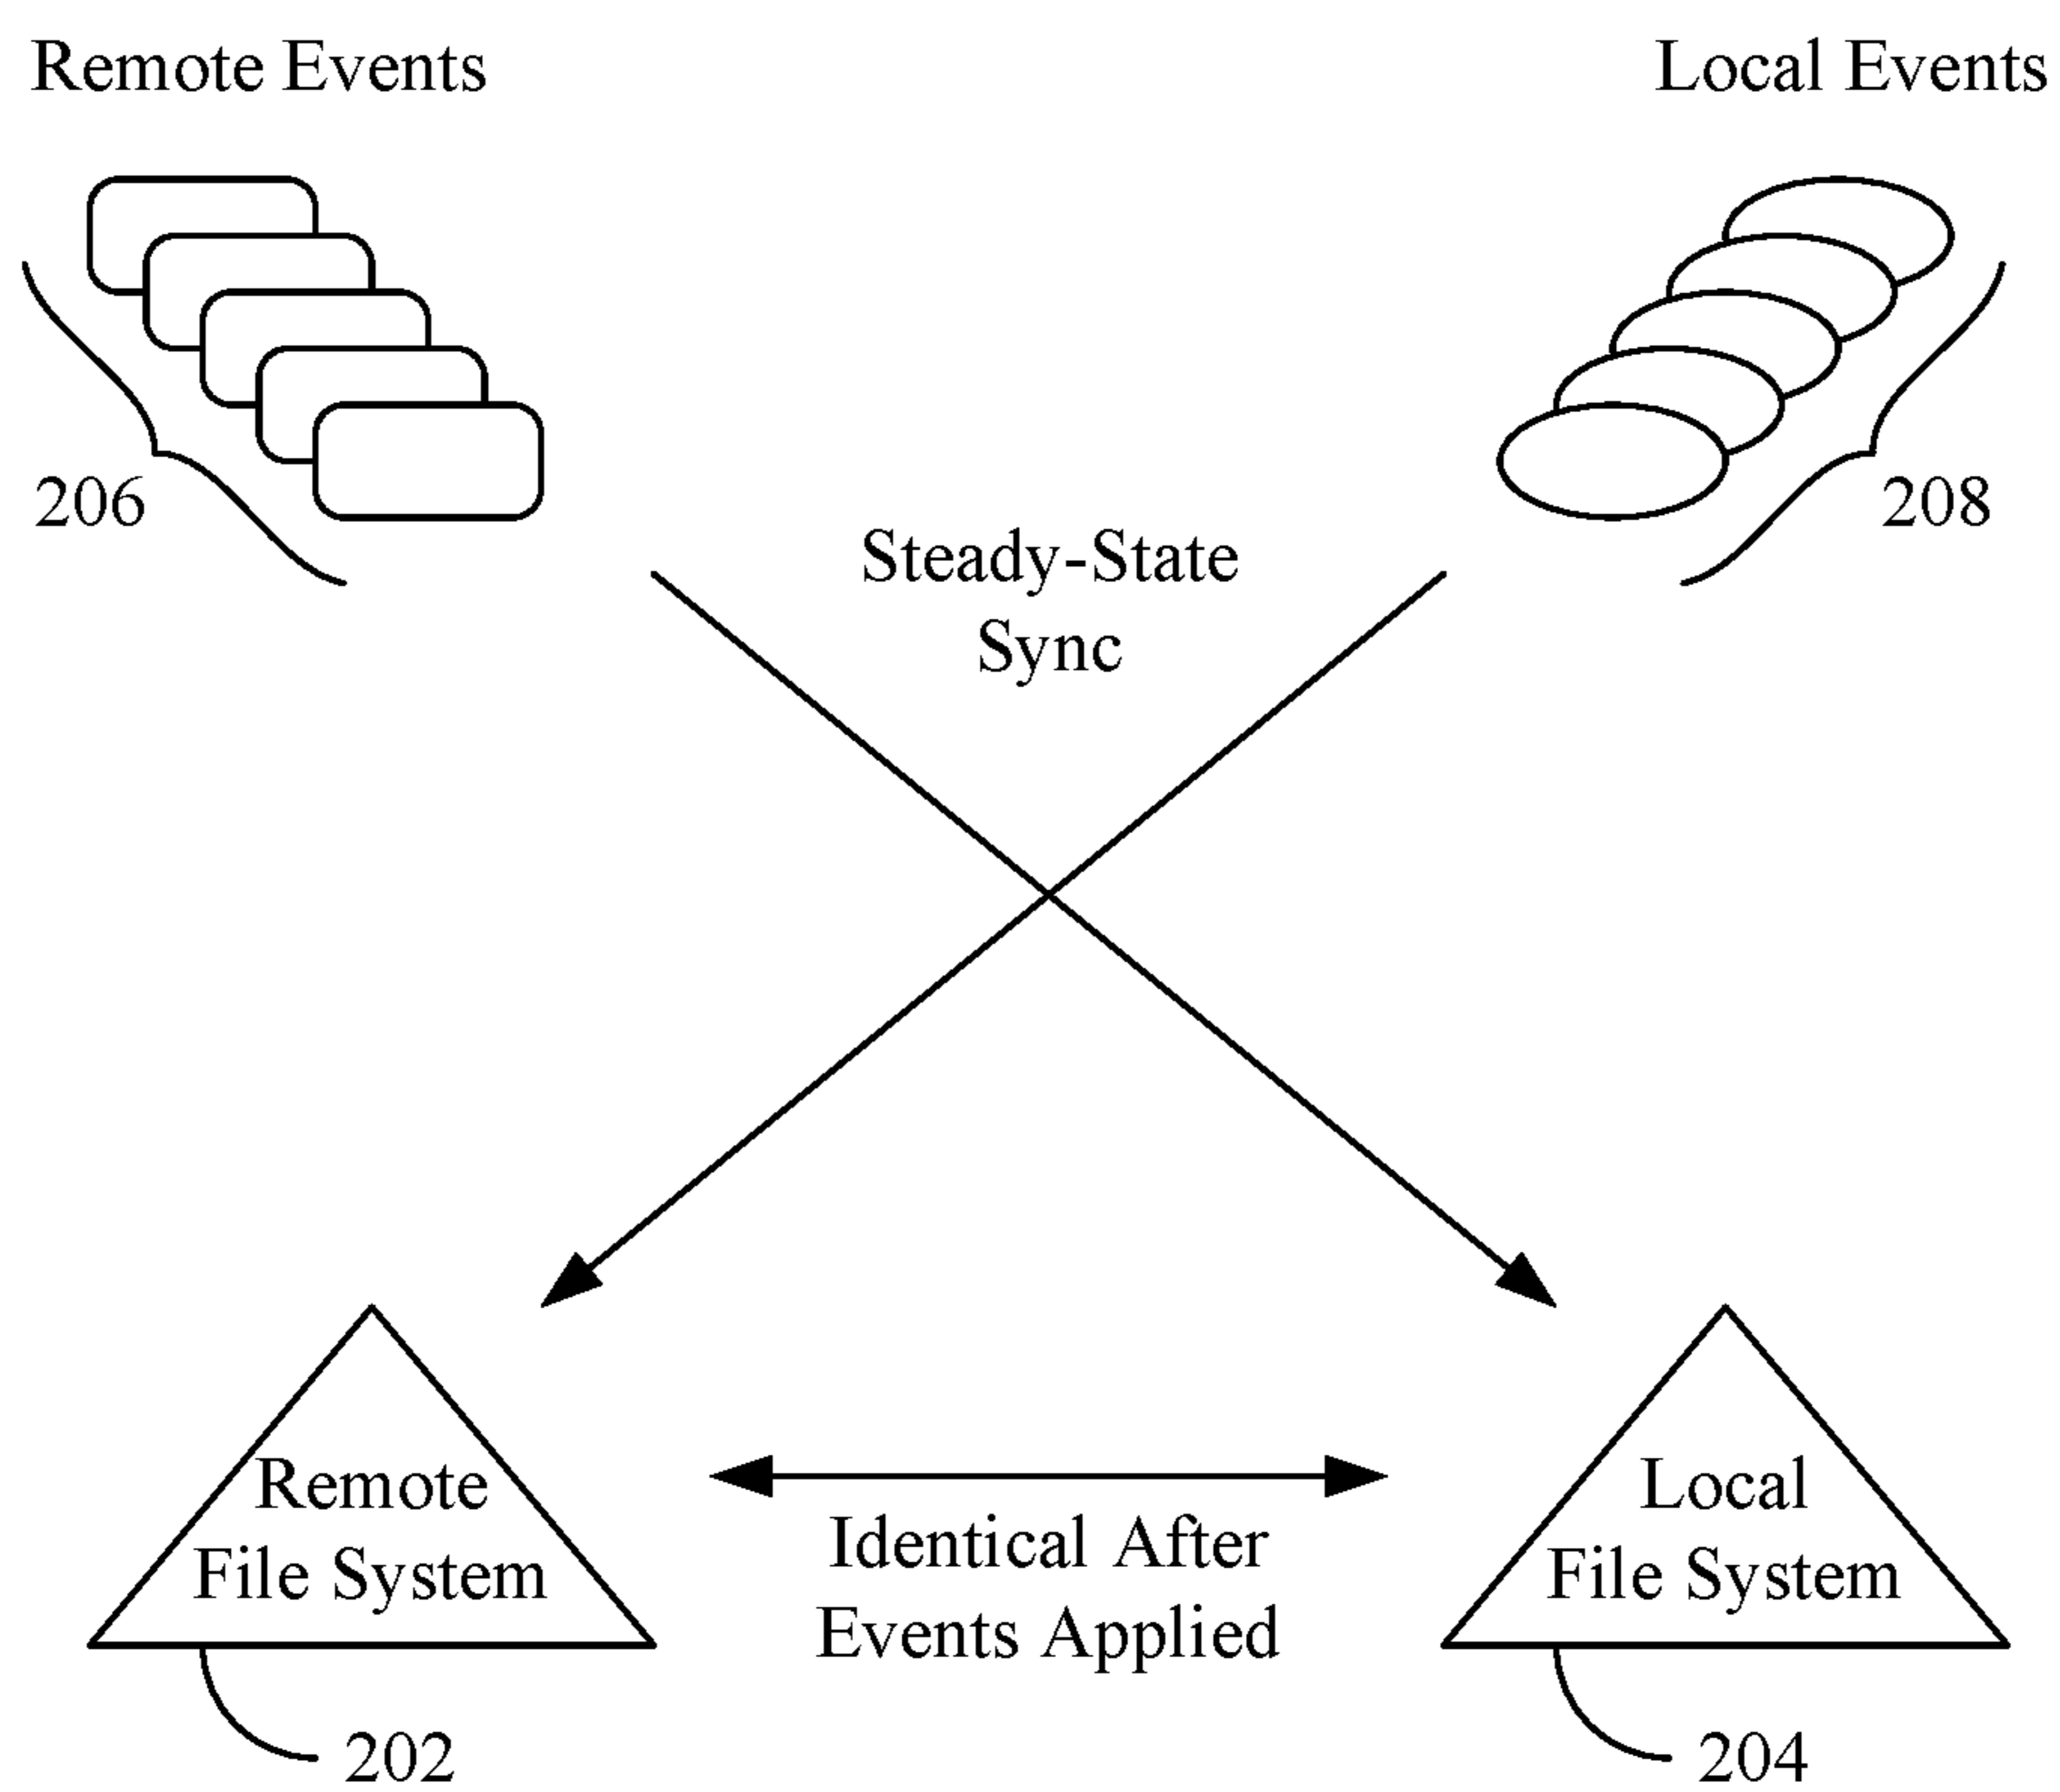 Remote Events
Local Events
206
208
Steady-State
Sync
Remote
File System
Local
File System
Identical After
Events Applied
202
204